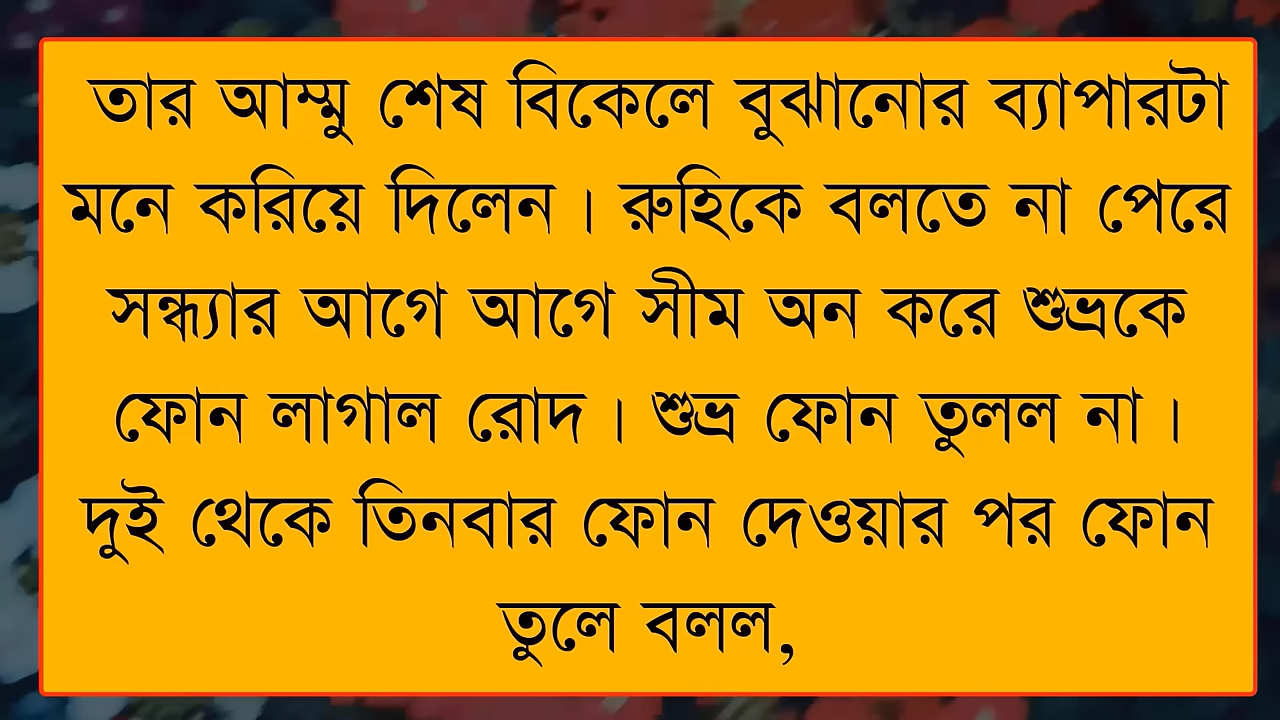 তার আম্মু শেষ বিকেলে বুঝানোর ব্যাপারটা
মনে করিয়ে দিলেন। রুহিকে বলতে না পেরে
সন্ধ্যার আগে আগে সীম অন করে শুভ্রকে
ফোন লাগাল রোদ। শুভ্র ফোন তুলল না।
দুই থেকে তিনবার ফোন দেওয়ার পর ফোন
তুলে বলল,